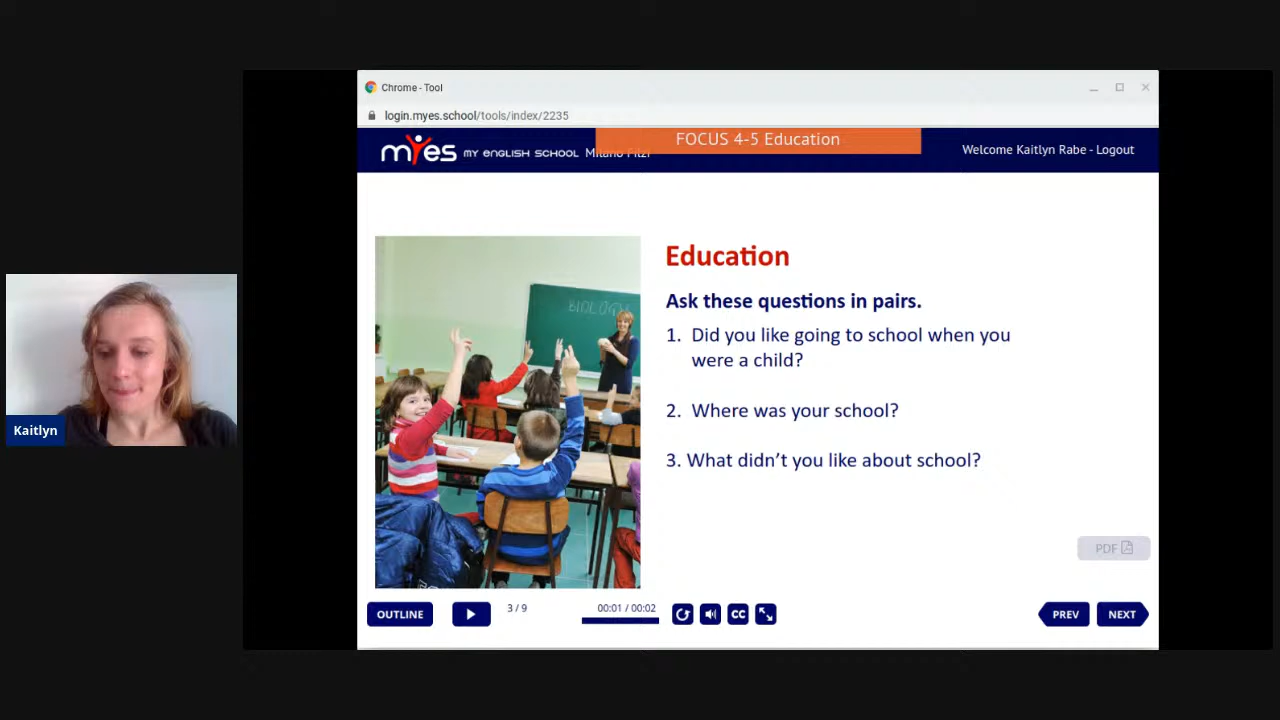 Chrome - Tool
login.myes.school/tools/index/2235
FOCUS 4-5 Education
myes MY ENGLISH SCHOOL Milano Filzi
Welcome Kaitlyn Rabe - Logout
BIOLOGY
Education
Ask these questions in pairs.
1. Did you like going to school when you
were a child?
2. Where was your school?
3. What didn't you like about school?
Kaitlyn
PDF
OUTLINE
3 / 9
00:01 / 00:02
CC
PREV
NEXT